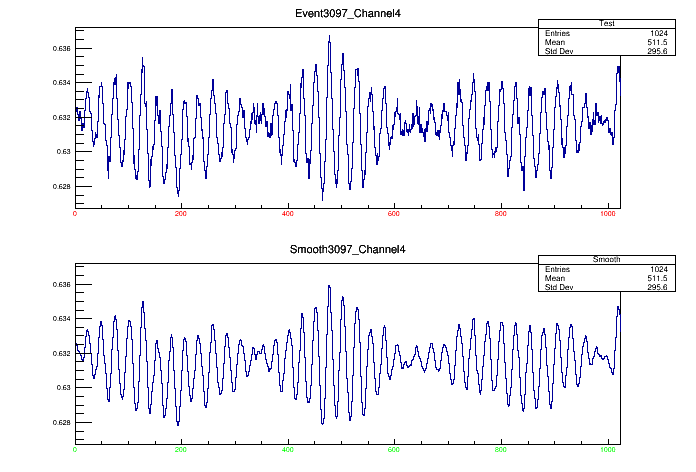 Event3097_Channel4
Test
Entries 1024
Mean 511.5
Std Dev 295.6
0.636
0.634
0.632
0.63
0.628
0 200 400 600 800 1000
Smooth3097_Channel4
Smooth
Entries 1024
Mean 511.5
Std Dev 295.6
0.636
0.634
0.632
0.63
0.628
0 200 400 600 800 1000